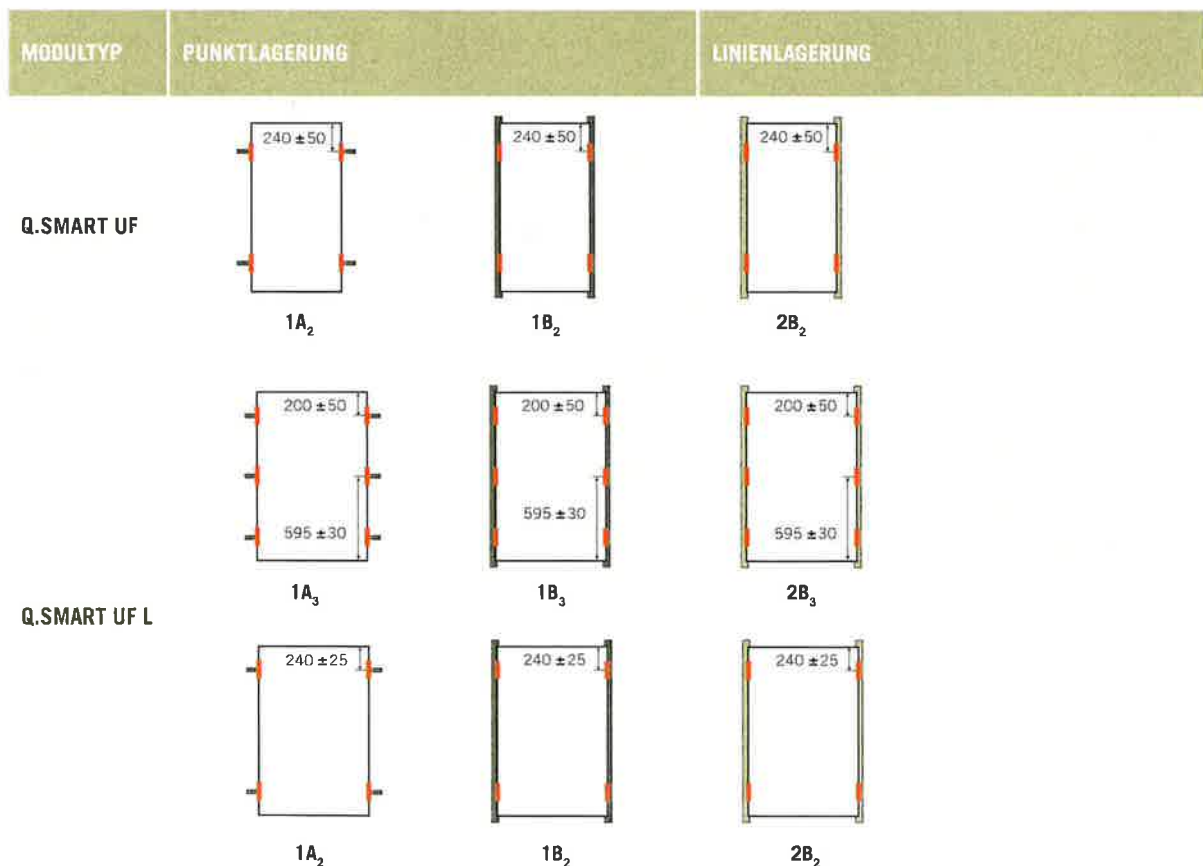 MODULTYP PUNKTLAGERUNG LINIENLAGERUNG
240 ±50 240 ±50 240 ±50
Q.SMART UF
1A₂ 1B₂ 2B₂
200 ±50 200 ±50 200 ±50
595 ±30 595 ±30 595 ±30
1A₃ 1B₃ 2B₃
Q.SMART UF L
240 ±25 240 ±25 240 ±25
1A₂ 1B₂ 2B₂